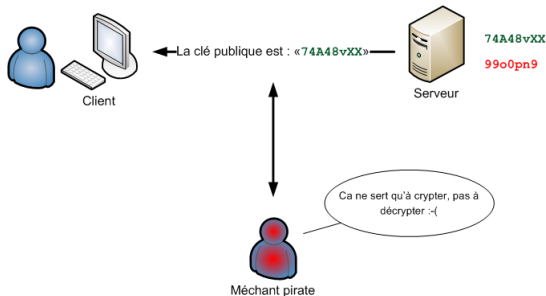 La clé publique est : «74A48vXX»
74A48vXX
99o0pn9
Client
Serveur
Ca ne sert qu'à crypter, pas à
décrypter :-(
Méchant pirate